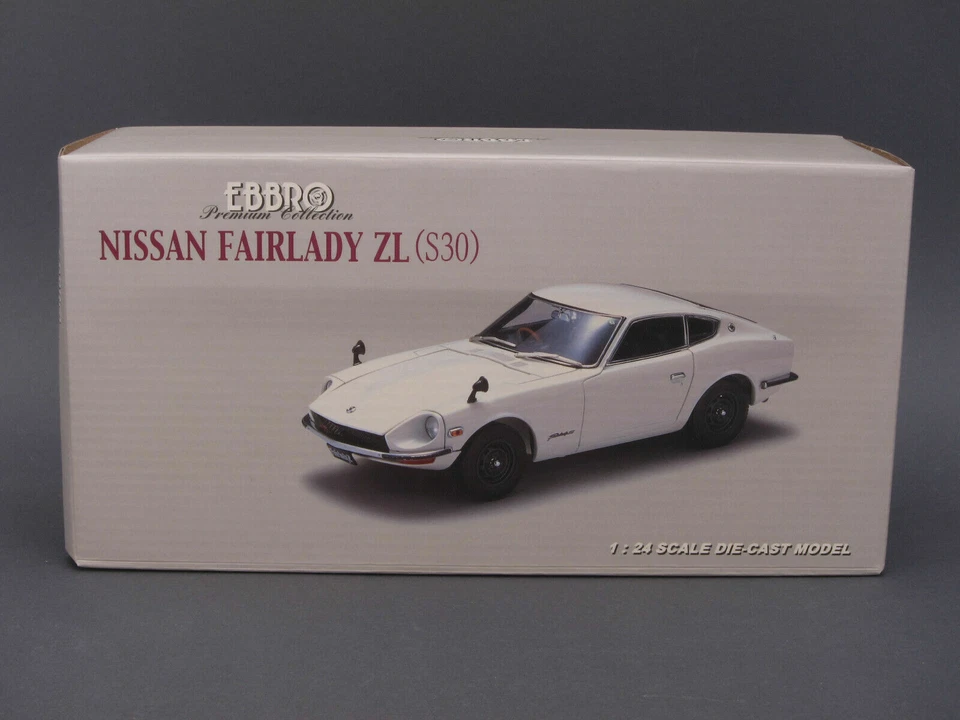 EBBRO
Premium Collection
NISSAN FAIRLADY ZL (S30)
1 : 24 SCALE DIE-CAST MODEL